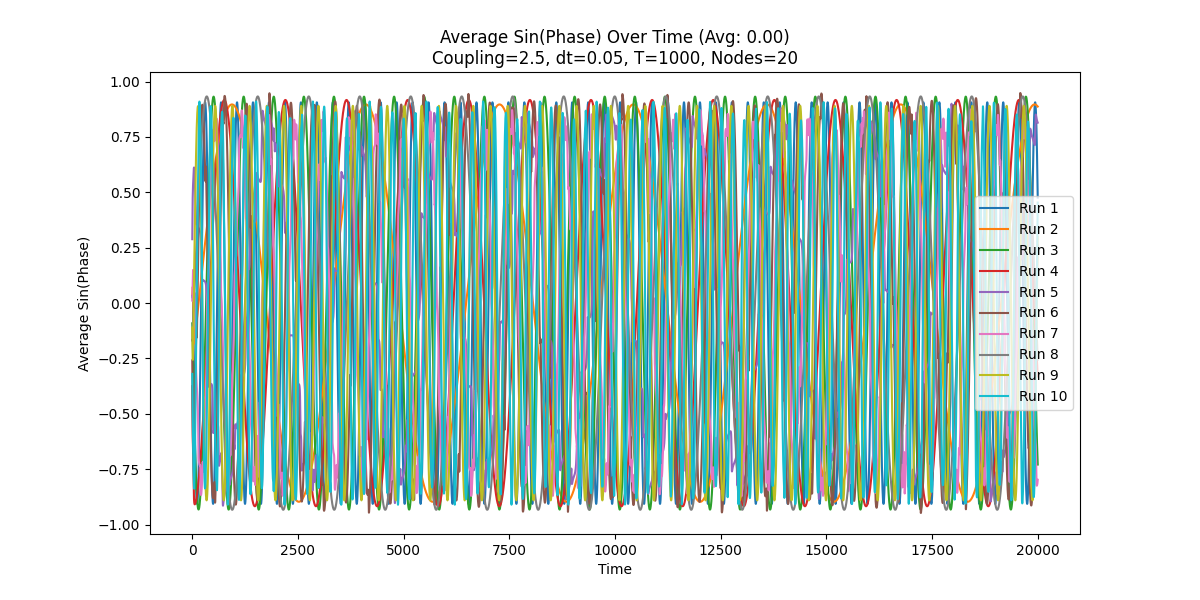 Average Sin(Phase) Over Time (Avg: 0.00)
Coupling=2.5, dt=0.05, T=1000, Nodes=20
1.00
0.75
0.50
0.25
0.00
−0.25
−0.50
−0.75
−1.00
Average Sin(Phase)
Run 1
Run 2
Run 3
Run 4
Run 5
Run 6
Run 7
Run 8
Run 9
Run 10
0 2500 5000 7500 10000 12500 15000 17500 20000
Time